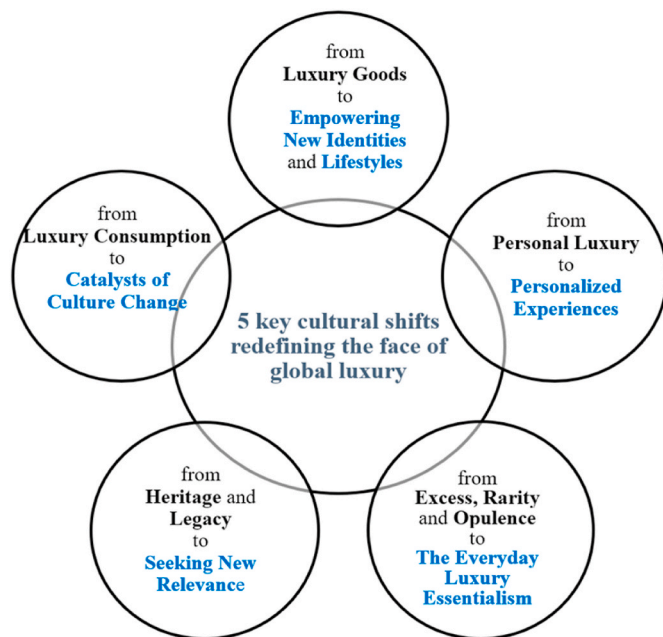 from
Luxury Goods
to
Empowering
New Identities
and Lifestyles
from
Luxury Consumption
to
Catalysts of
Culture Change
from
Personal Luxury
to
Personalized
Experiences
5 key cultural shifts
redefining the face of
global luxury
from
Heritage and
Legacy
to
Seeking New
Relevance
from
Excess, Rarity
and Opulence
to
The Everyday
Luxury
Essentialism